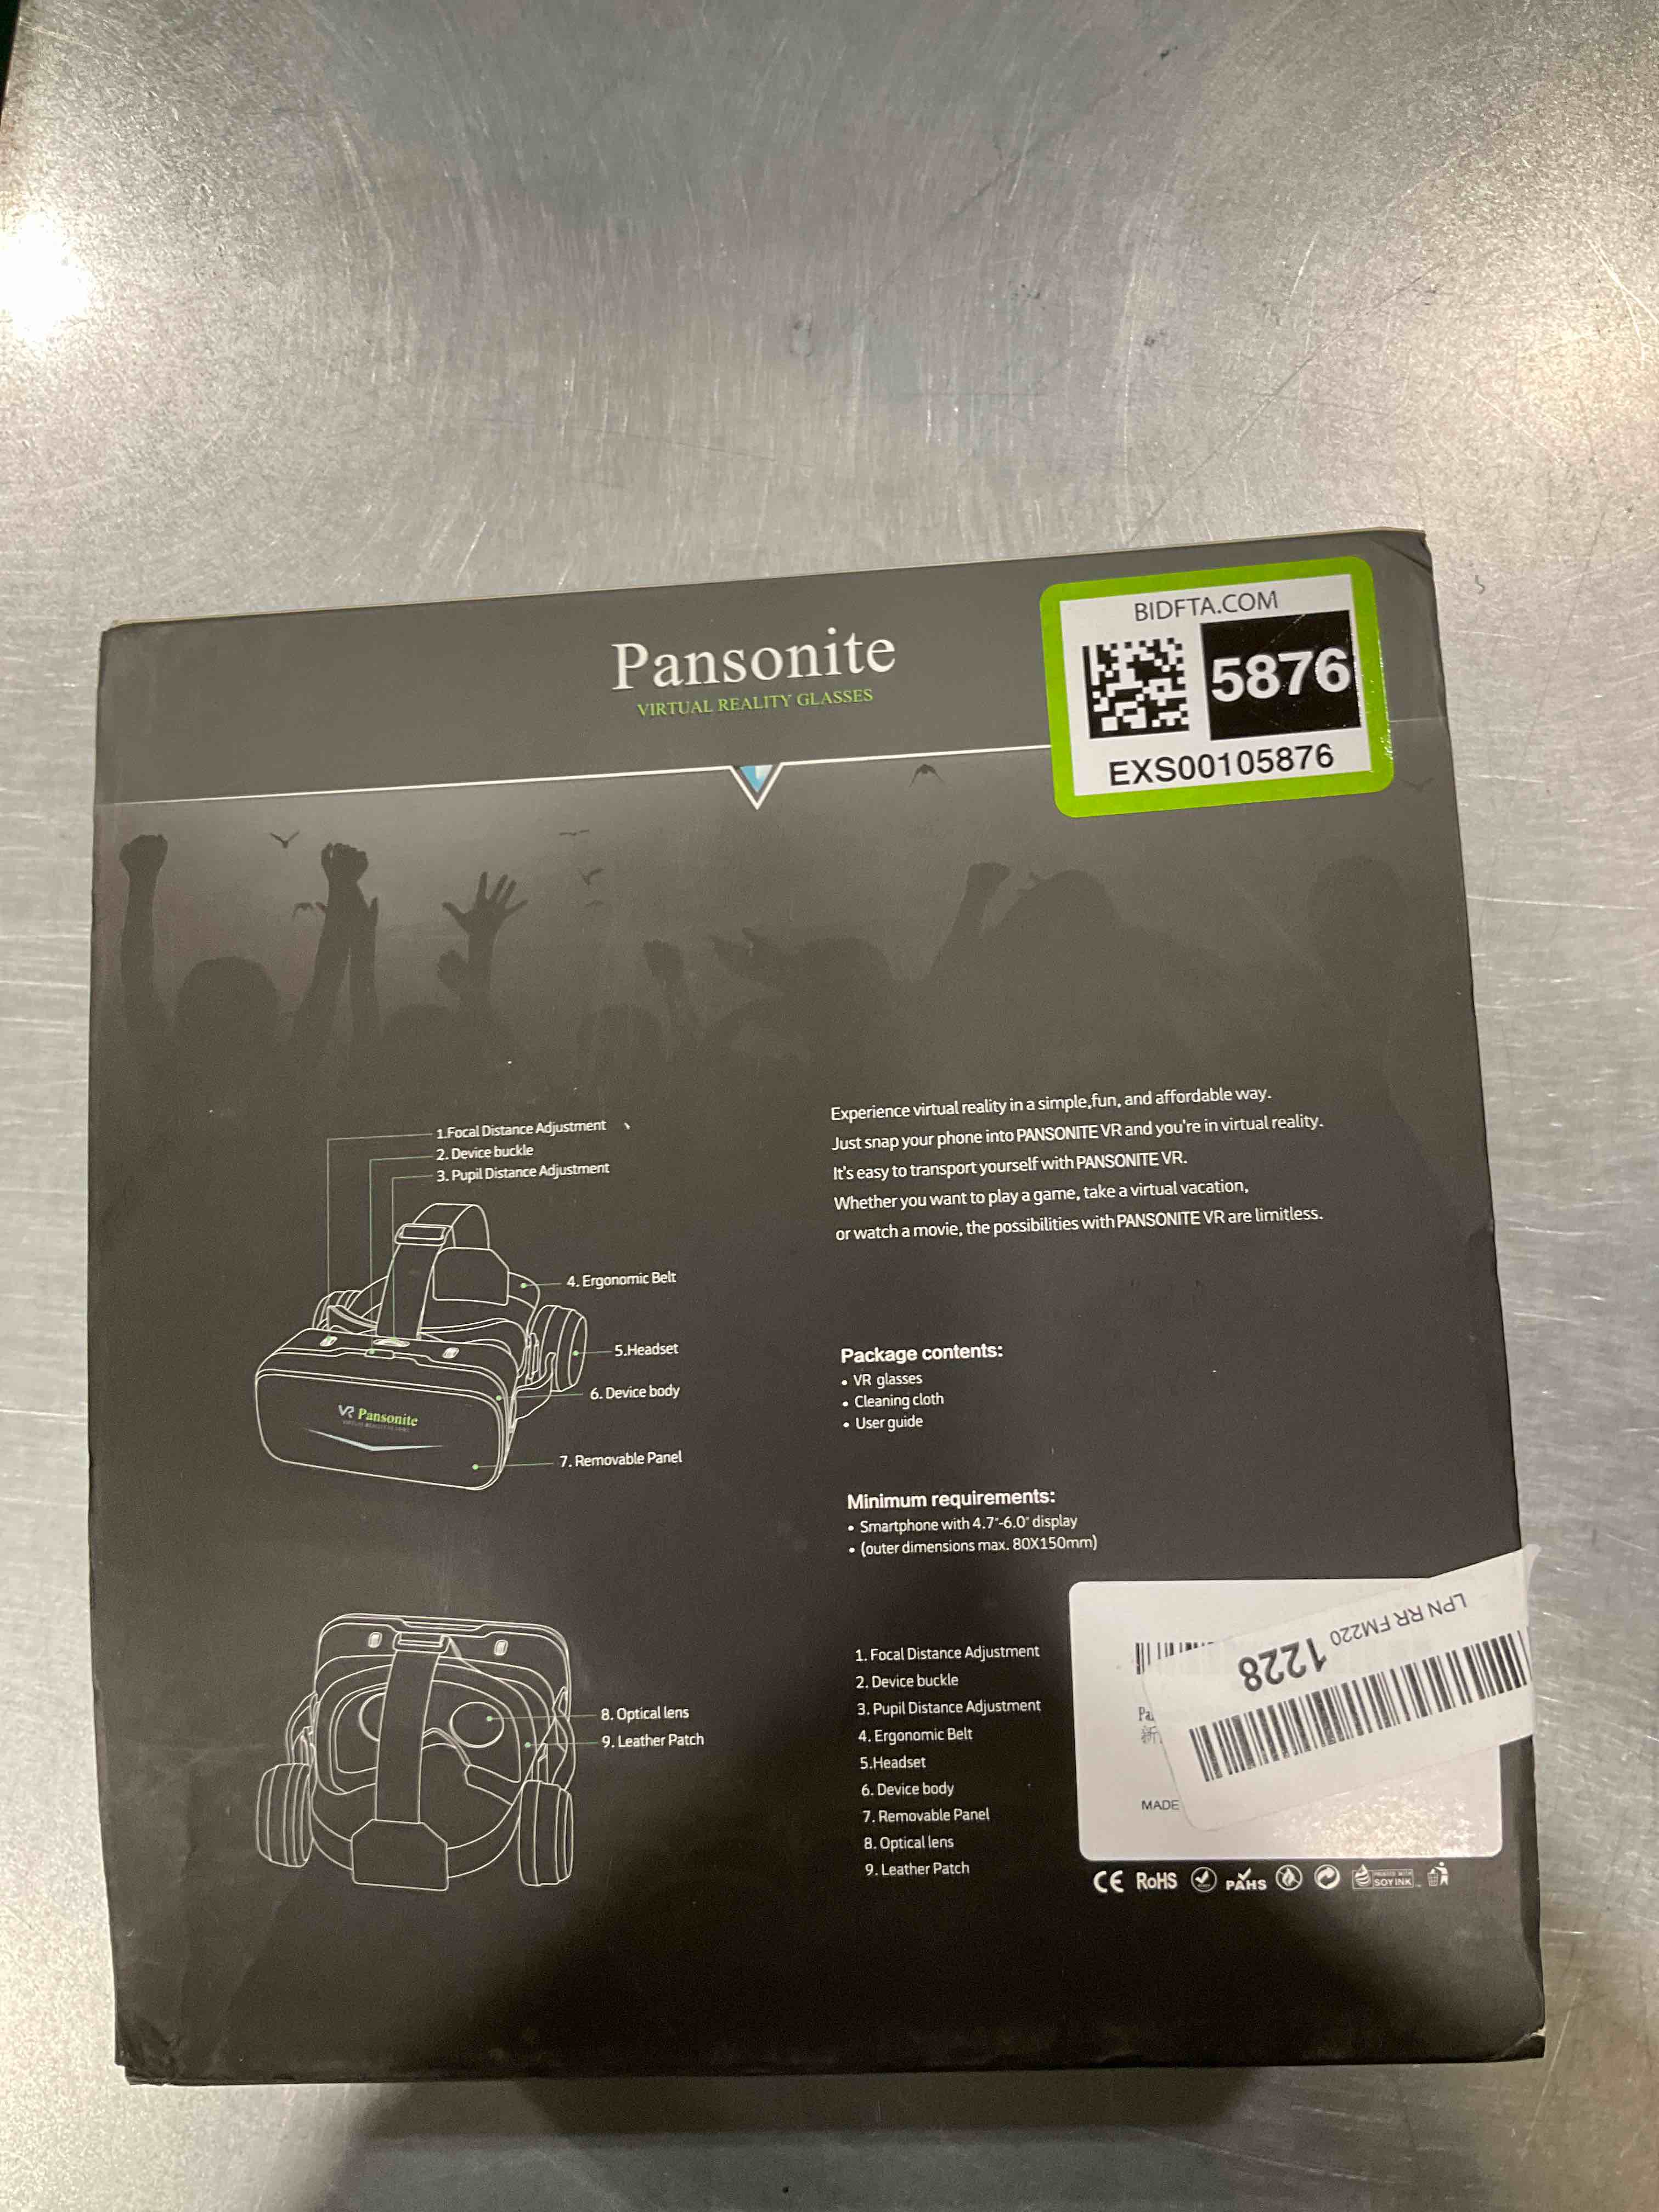 Pansonite
VIRTUAL REALITY GLASSES
BIDFTA.COM
5876
EXS00105876
1.Focal Distance Adjustment
2. Device buckle
3. Pupil Distance Adjustment
4. Ergonomic Belt
5.Headset
6. Device body
7. Removable Panel
VR Pansonite
8. Optical lens
9. Leather Patch
Experience virtual reality in a simple,fun, and affordable way.
Just snap your phone into PANSONITE VR and you're in virtual reality.
It's easy to transport yourself with PANSONITE VR.
Whether you want to play a game, take a virtual vacation,
or watch a movie, the possibilities with PANSONITE VR are limitless.
Package contents:
• VR glasses
• Cleaning cloth
• User guide
Minimum requirements:
• Smartphone with 4.7"-6.0" display
• (outer dimensions max. 80X150mm)
1. Focal Distance Adjustment
2. Device buckle
3. Pupil Distance Adjustment
4. Ergonomic Belt
5.Headset
6. Device body
7. Removable Panel
8. Optical lens
9. Leather Patch
LPN RR FM220 1228
MADE
CE RoHS PAHS SOY INK